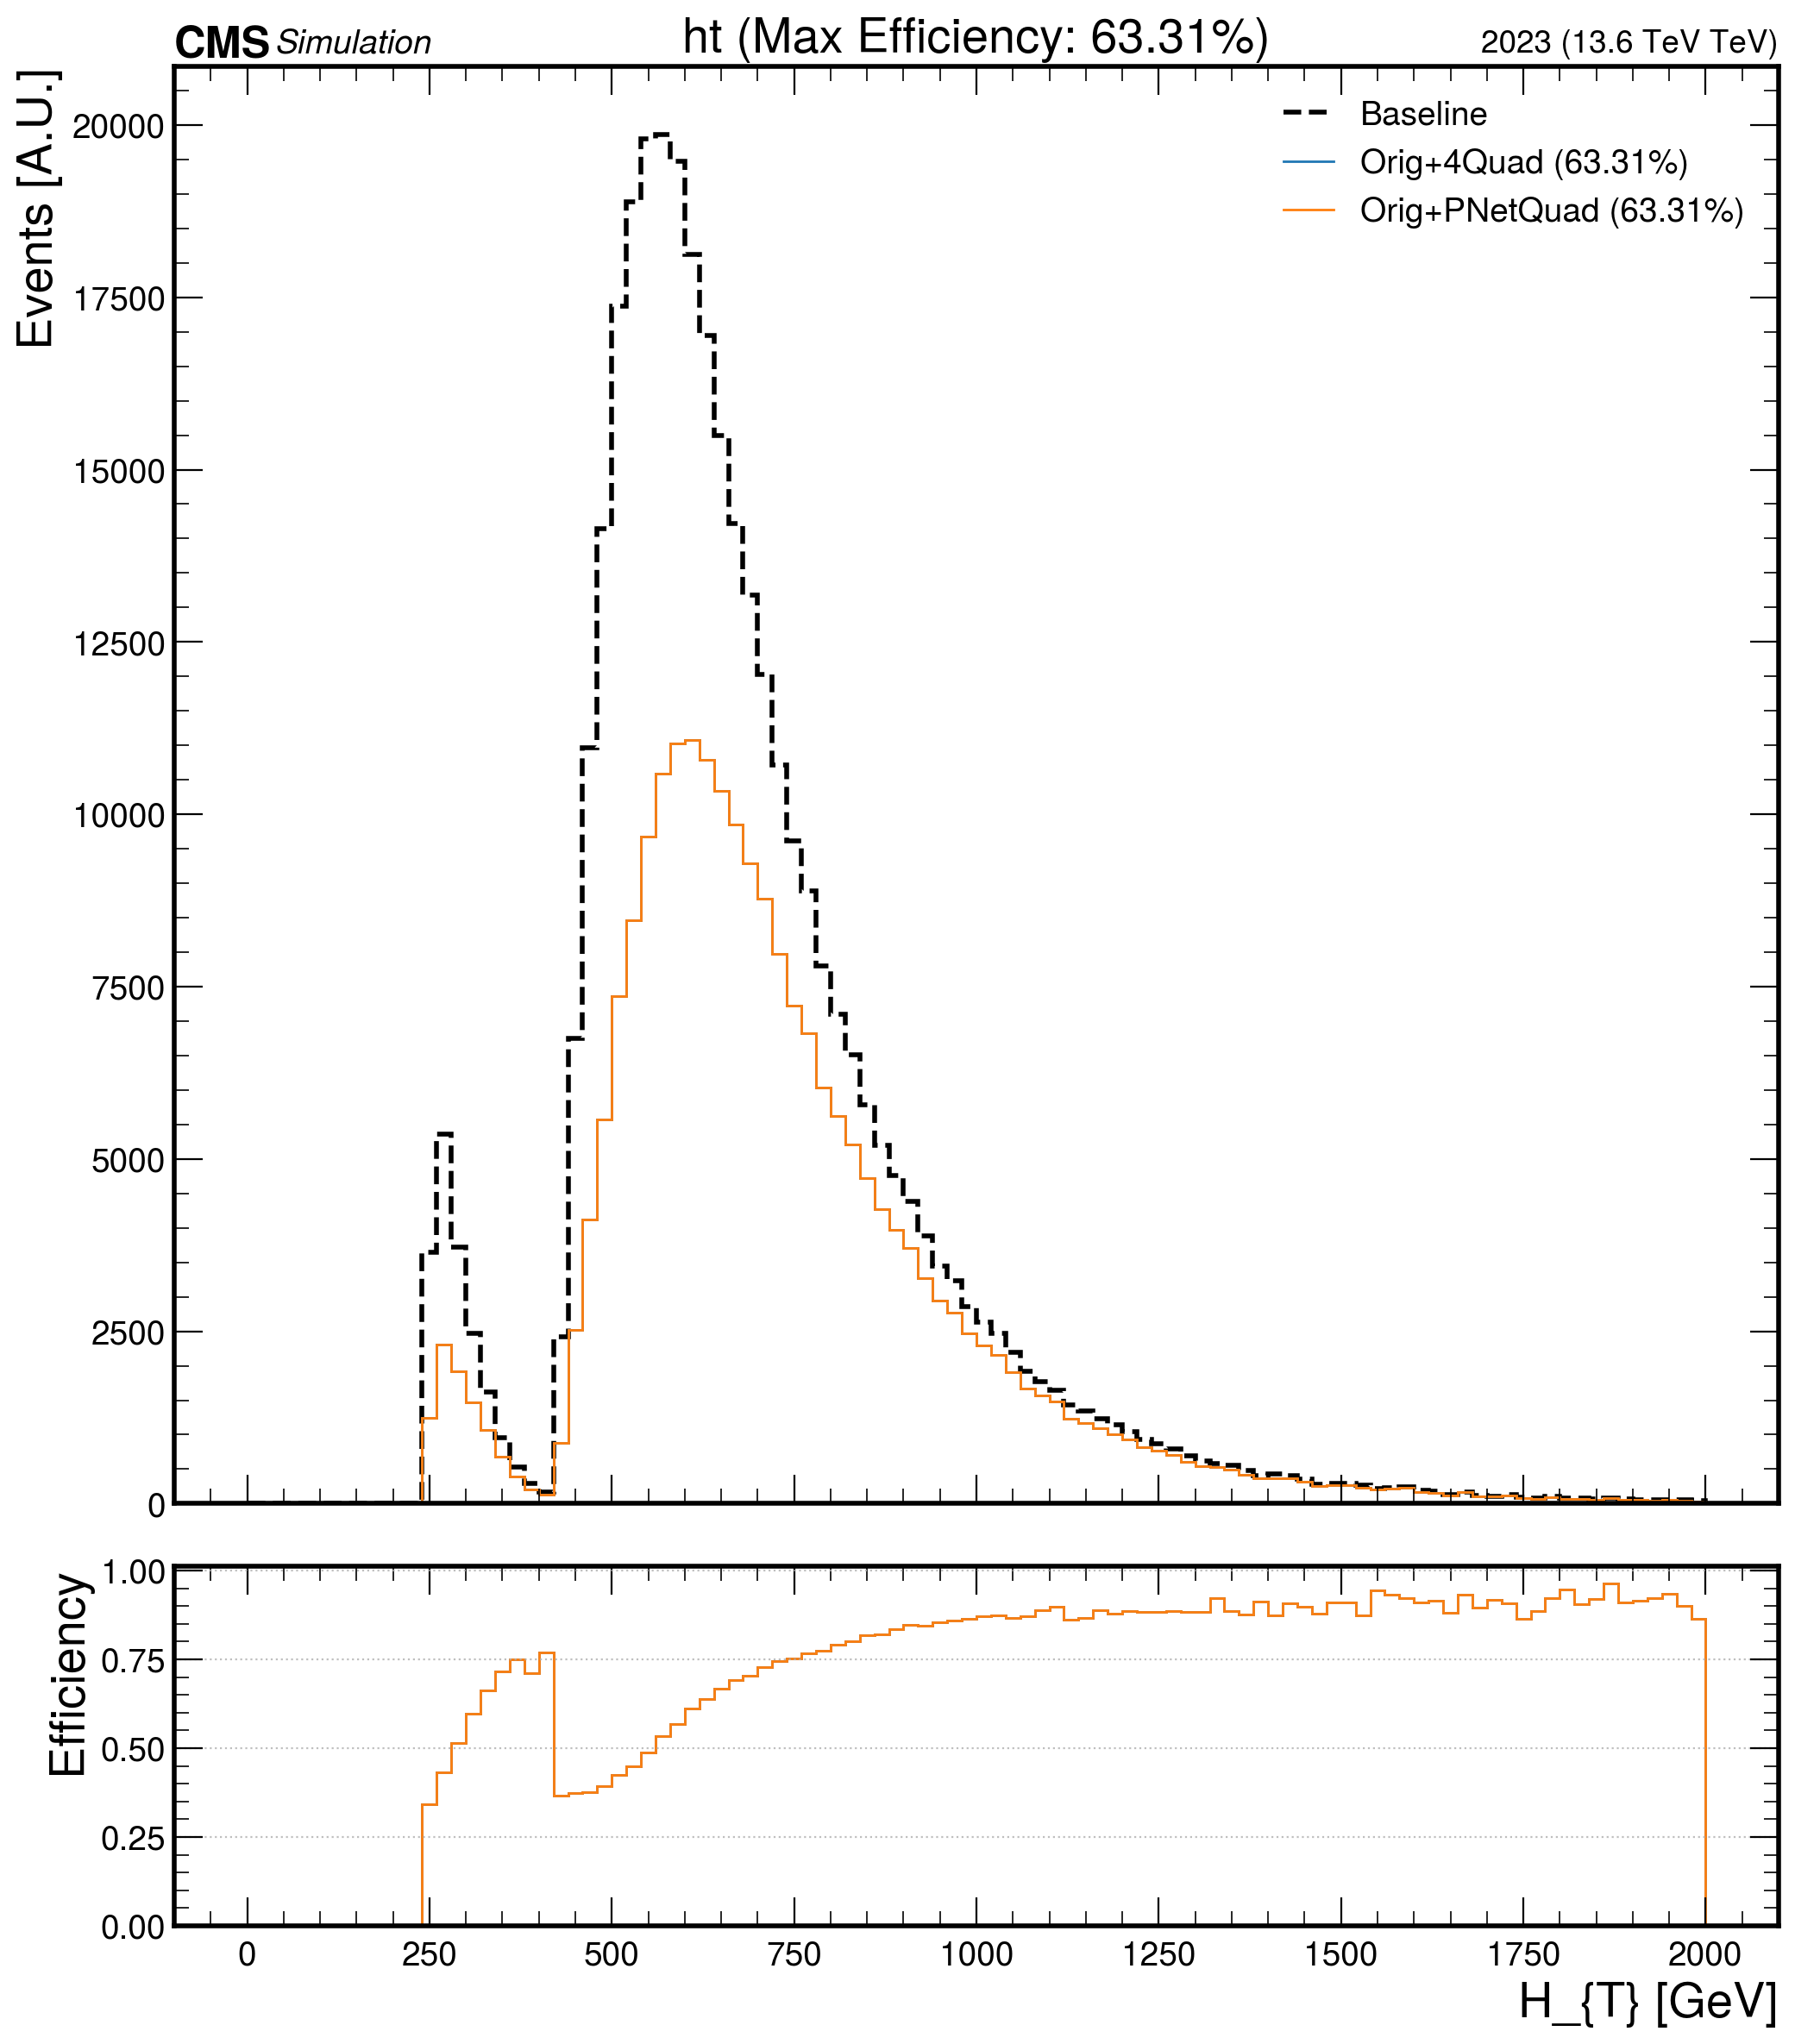 CMS Simulation
ht (Max Efficiency: 63.31%)
2023 (13.6 TeV TeV)
Events [A.U.]
20000
17500
15000
12500
10000
7500
5000
2500
0
Baseline
Orig+4Quad (63.31%)
Orig+PNetQuad (63.31%)
Efficiency
1.00
0.75
0.50
0.25
0.00
0 250 500 750 1000 1250 1500 1750 2000
H_{T} [GeV]